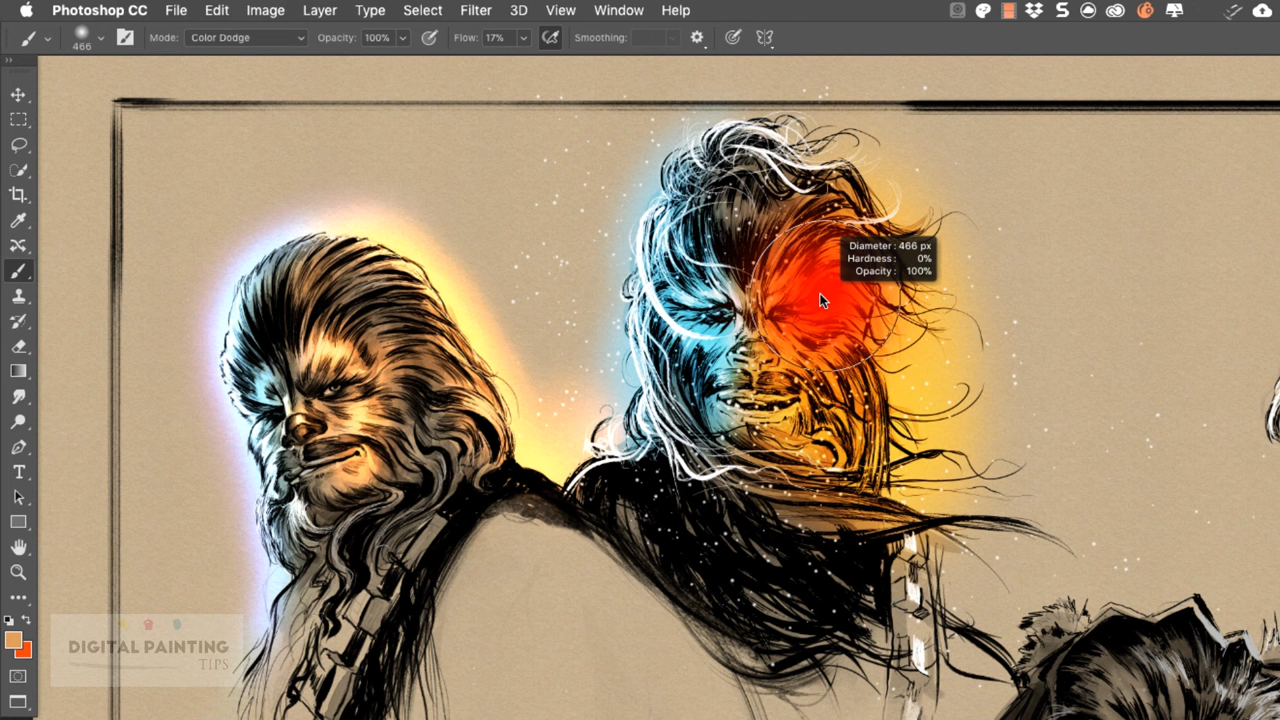 Photoshop CC File Edit Image Layer Type Select Filter 3D View Window Help
466 Mode: Color Dodge Opacity: 100% Flow: 17% Smoothing:
Diameter : 466 px
Hardness : 0%
Opacity : 100%
DIGITAL PAINTING
TIPS